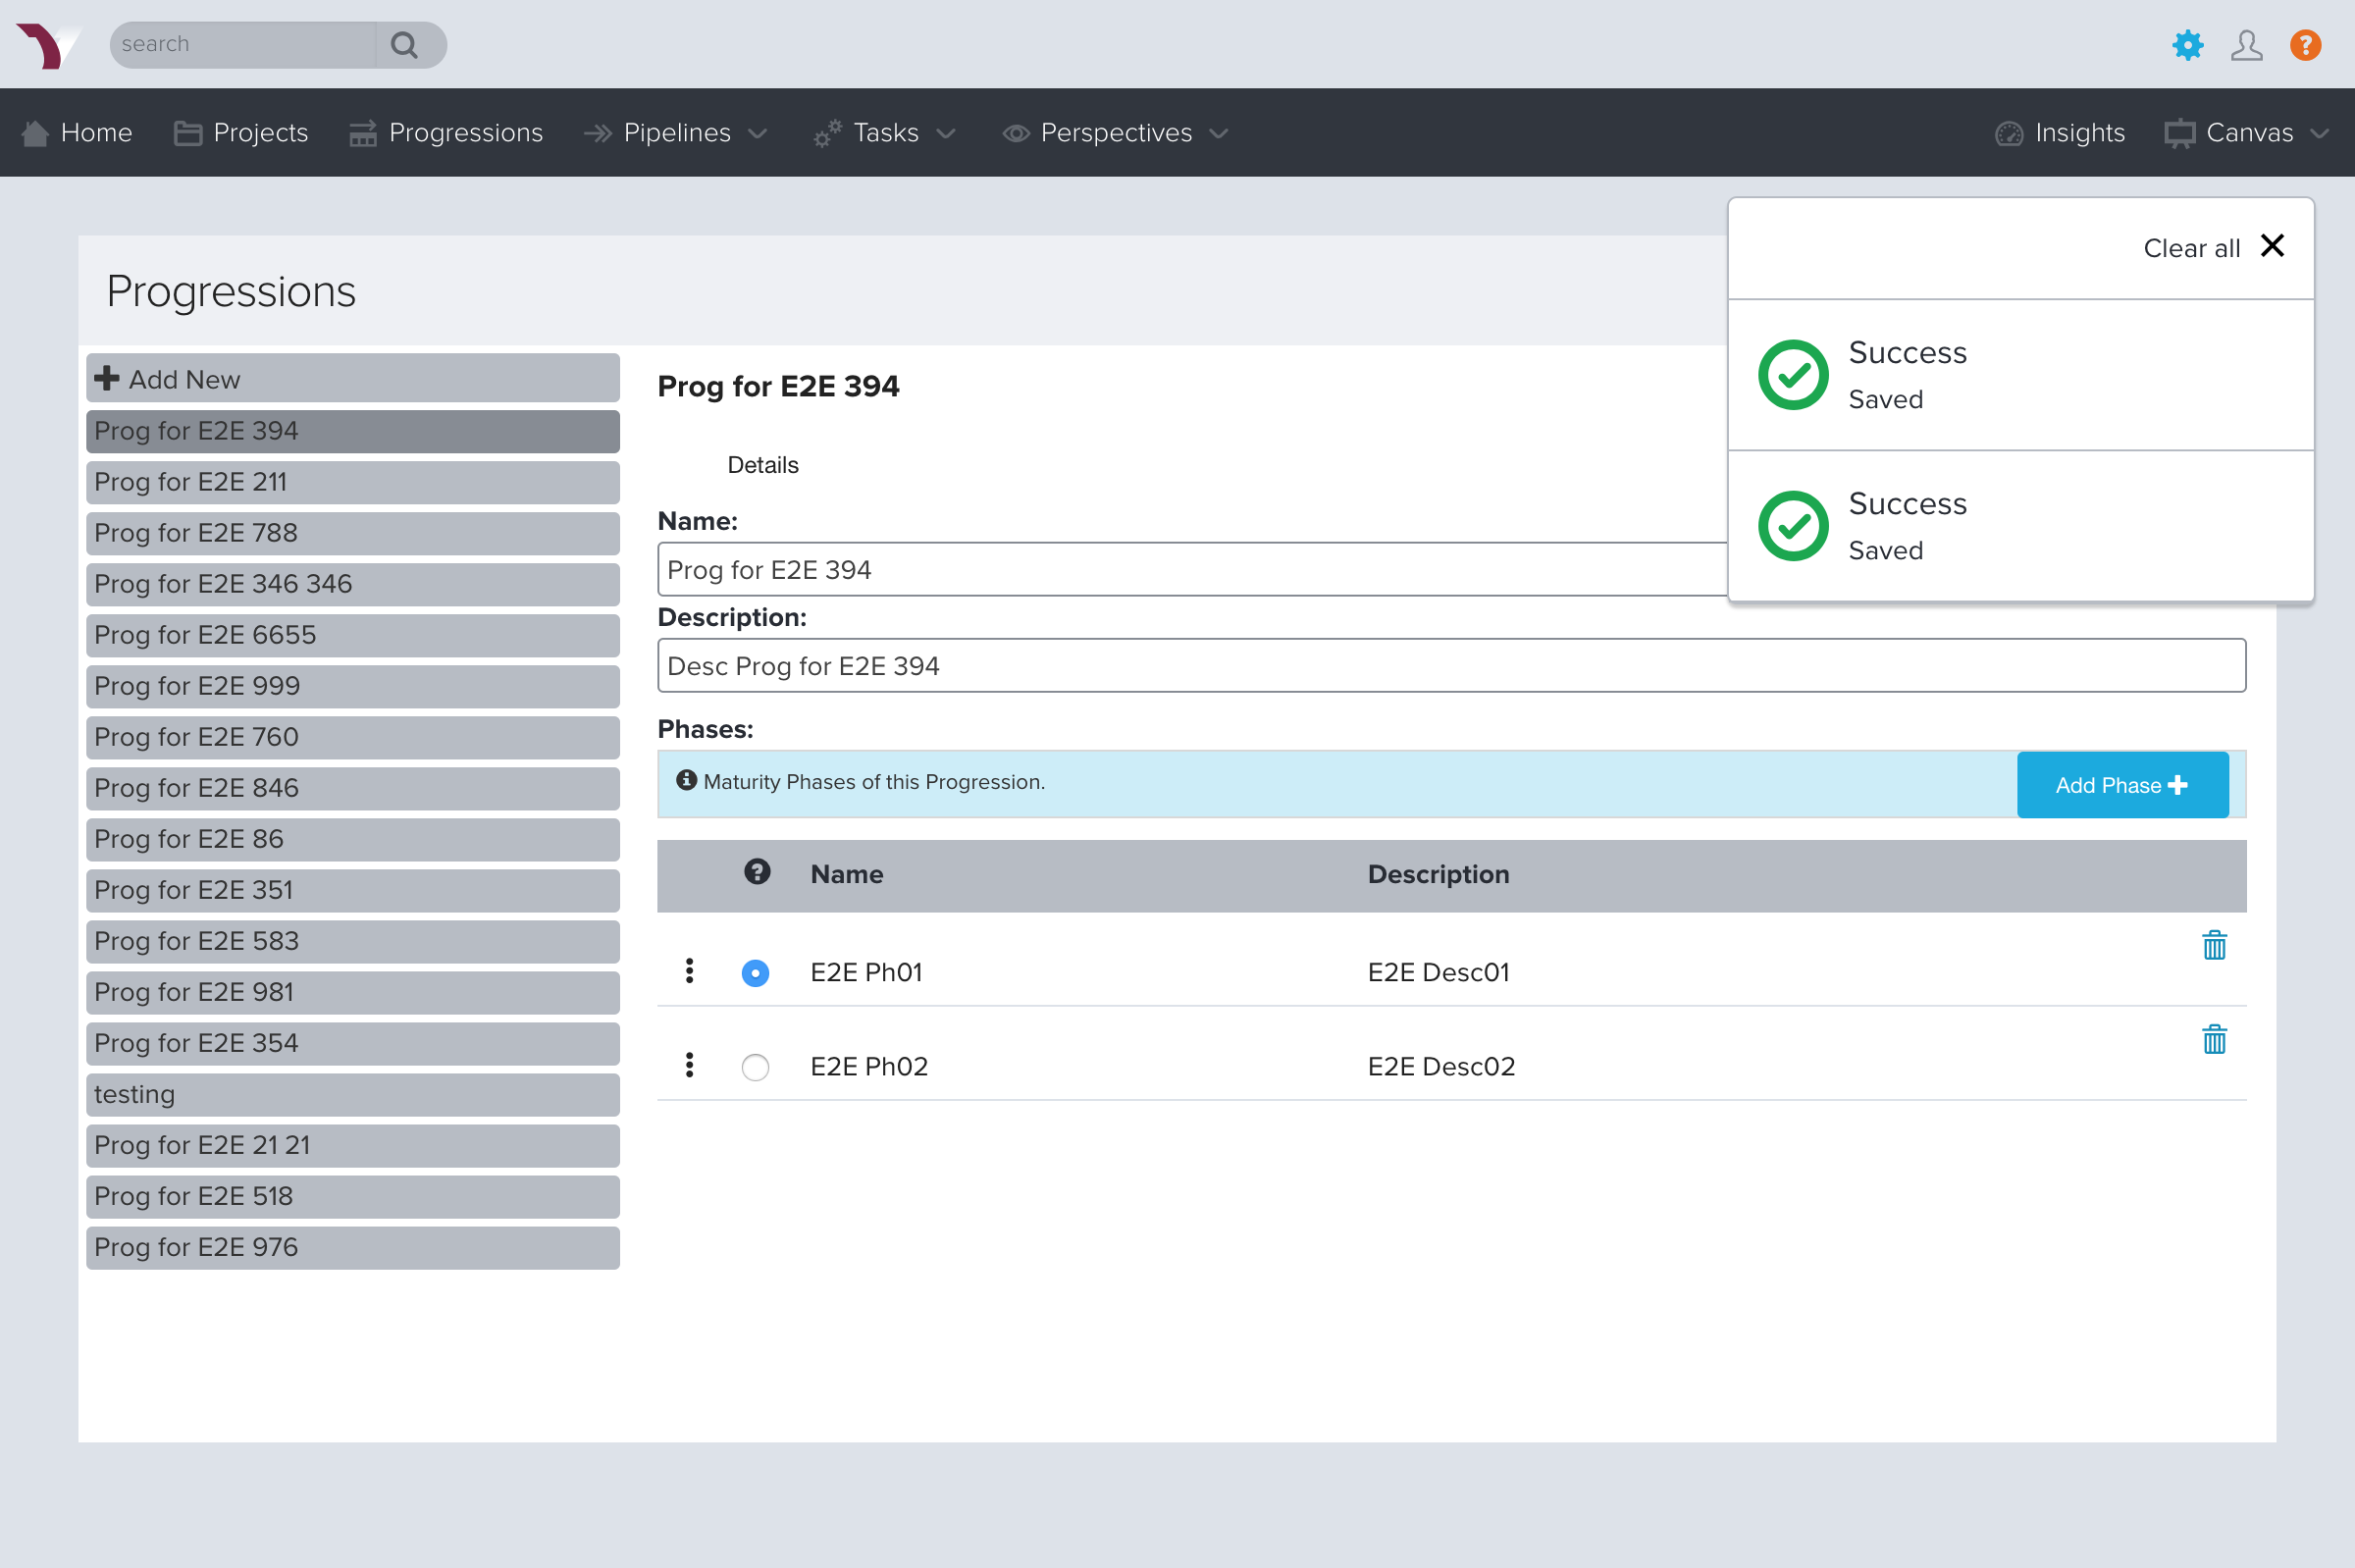 search
Home
Projects
Progressions
Pipelines
Tasks
Perspectives
Insights
Canvas
Progressions
Clear all
Success
Saved
Success
Saved
Add New
Prog for E2E 394
Prog for E2E 211
Prog for E2E 788
Prog for E2E 346 346
Prog for E2E 6655
Prog for E2E 999
Prog for E2E 760
Prog for E2E 846
Prog for E2E 86
Prog for E2E 351
Prog for E2E 583
Prog for E2E 981
Prog for E2E 354
testing
Prog for E2E 21 21
Prog for E2E 518
Prog for E2E 976
Prog for E2E 394
Details
Name:
Prog for E2E 394
Description:
Desc Prog for E2E 394
Phases:
Maturity Phases of this Progression.
Add Phase
Name Description
E2E Ph01 E2E Desc01
E2E Ph02 E2E Desc02